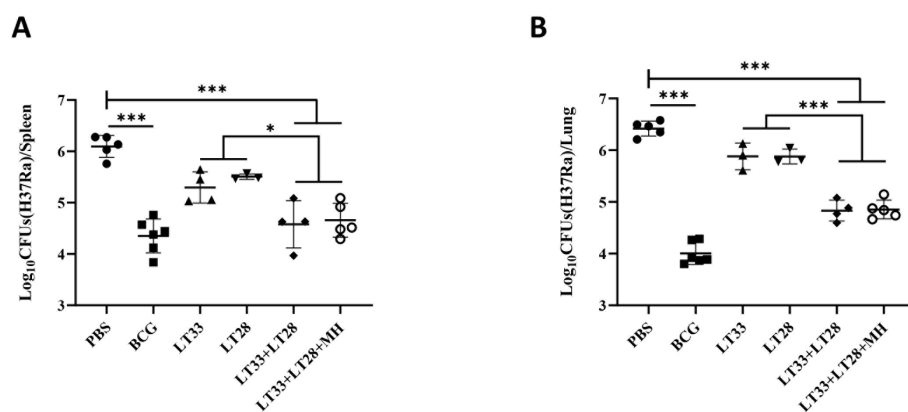 A
Log10CFUs(H37Ra)/Spleen
7
6
5
4
3
***
***
*
PBS
BCG
LT33
LT28
LT33+LT28
LT33+LT28+MH
B
Log10CFUs(H37Ra)/Lung
7
6
5
4
3
***
***
***
PBS
BCG
LT33
LT28
LT33+LT28
LT33+LT28+MH